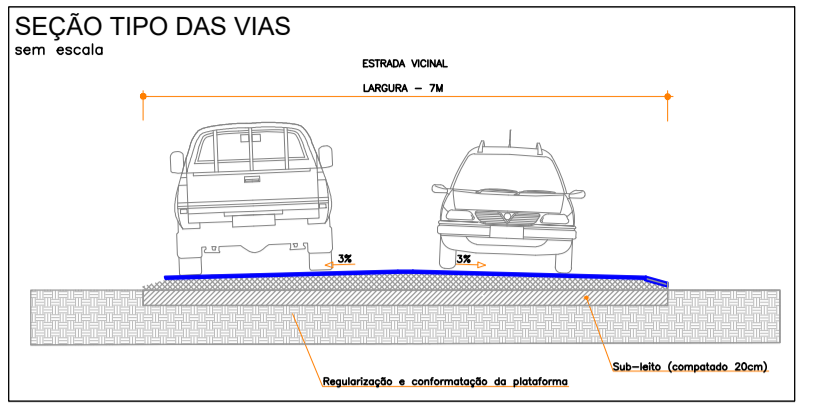 SEÇÃO TIPO DAS VIAS
sem escala
ESTRADA VICINAL
LARGURA - 7M
3%
3%
Sub-leito (compatado 20cm)
Regularização e conformatação da plataforma